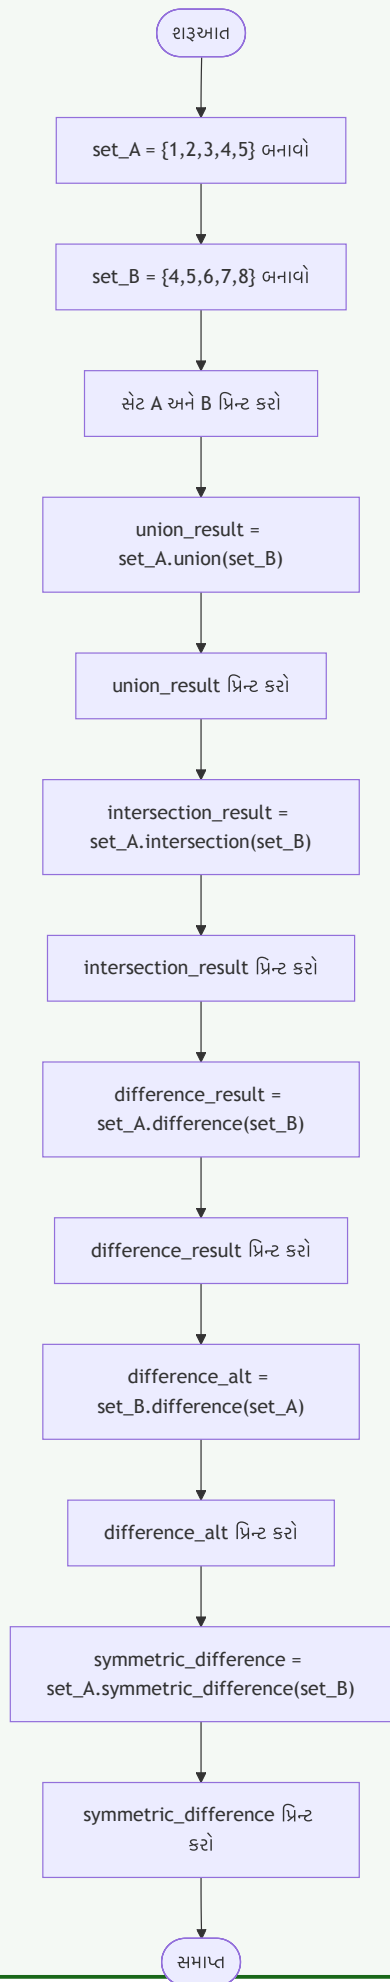 શરૂઆત
set_A = {1,2,3,4,5} બનાવો
set_B = {4,5,6,7,8} બનાવો
સેટ A અને B પ્રિન્ટ કરો
union_result =
set_A.union(set_B)
union_result પ્રિન્ટ કરો
intersection_result =
set_A.intersection(set_B)
intersection_result પ્રિન્ટ કરો
difference_result =
set_A.difference(set_B)
difference_result પ્રિન્ટ કરો
difference_alt =
set_B.difference(set_A)
difference_alt પ્રિન્ટ કરો
symmetric_difference =
set_A.symmetric_difference(set_B)
symmetric_difference પ્રિન્ટ
કરો
સમાપ્ત